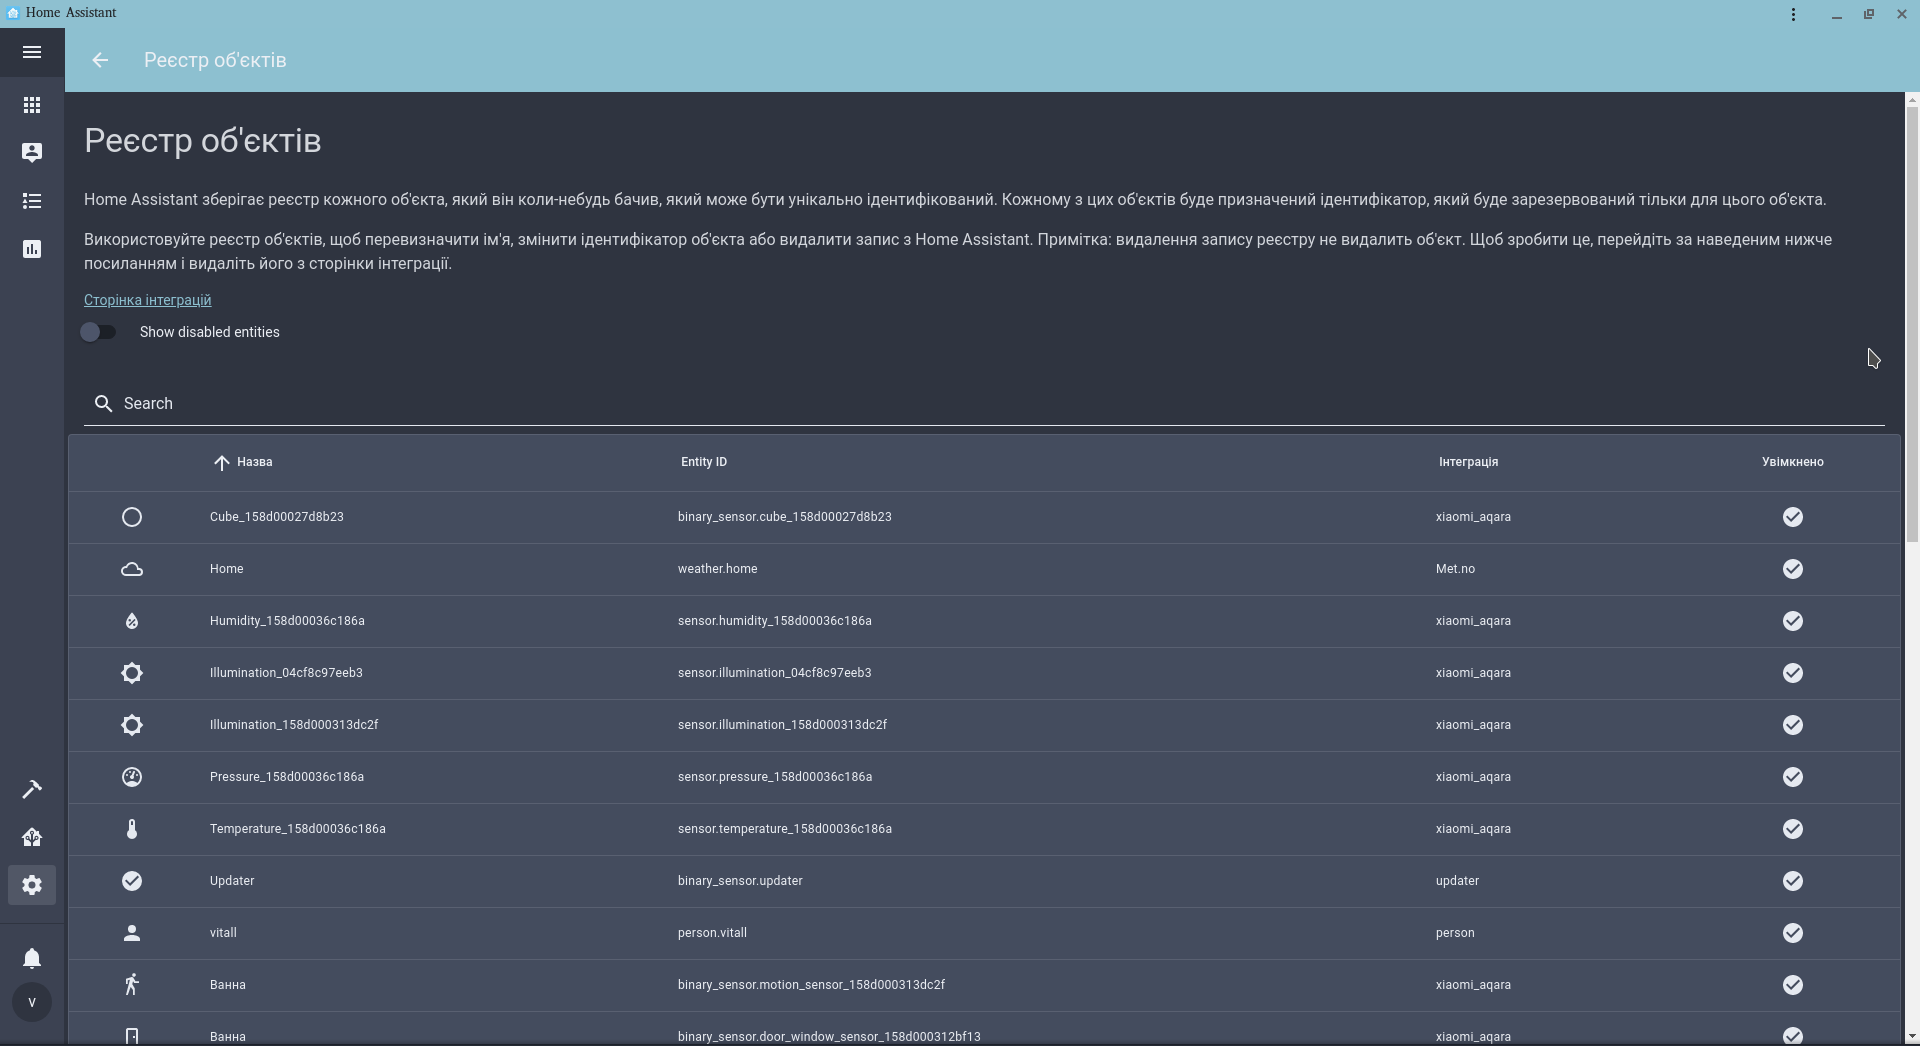 Home Assistant
Реєстр об'єктів
Реєстр об'єктів
Home Assistant зберігає реєстр кожного об'єкта, який він коли-небудь бачив, який може бути унікально ідентифікований. Кожному з цих об'єктів буде призначений ідентифікатор, який буде зарезервований тільки для цього об'єкта.
Використовуйте реєстр об'єктів, щоб перевизначити ім'я, змінити ідентифікатор об'єкта або видалити запис з Home Assistant. Примітка: видалення запису реєстру не видалить об'єкт. Щоб зробити це, перейдіть за наведеним нижче
посиланням і видаліть його з сторінки інтеграції.
Сторінка інтеграцій
Show disabled entities
Search
Назва Entity ID Інтеграція Увімкнено
Cube_158d00027d8b23 binary_sensor.cube_158d00027d8b23 xiaomi_aqara
Home weather.home Met.no
Humidity_158d00036c186a sensor.humidity_158d00036c186a xiaomi_aqara
Illumination_04cf8c97eeb3 sensor.illumination_04cf8c97eeb3 xiaomi_aqara
Illumination_158d000313dc2f sensor.illumination_158d000313dc2f xiaomi_aqara
Pressure_158d00036c186a sensor.pressure_158d00036c186a xiaomi_aqara
Temperature_158d00036c186a sensor.temperature_158d00036c186a xiaomi_aqara
Updater binary_sensor.updater updater
vitall person.vitall person
Ванна binary_sensor.motion_sensor_158d000313dc2f xiaomi_aqara
Ванна binary_sensor.door_window_sensor_158d000312bf13 xiaomi_aqara
v